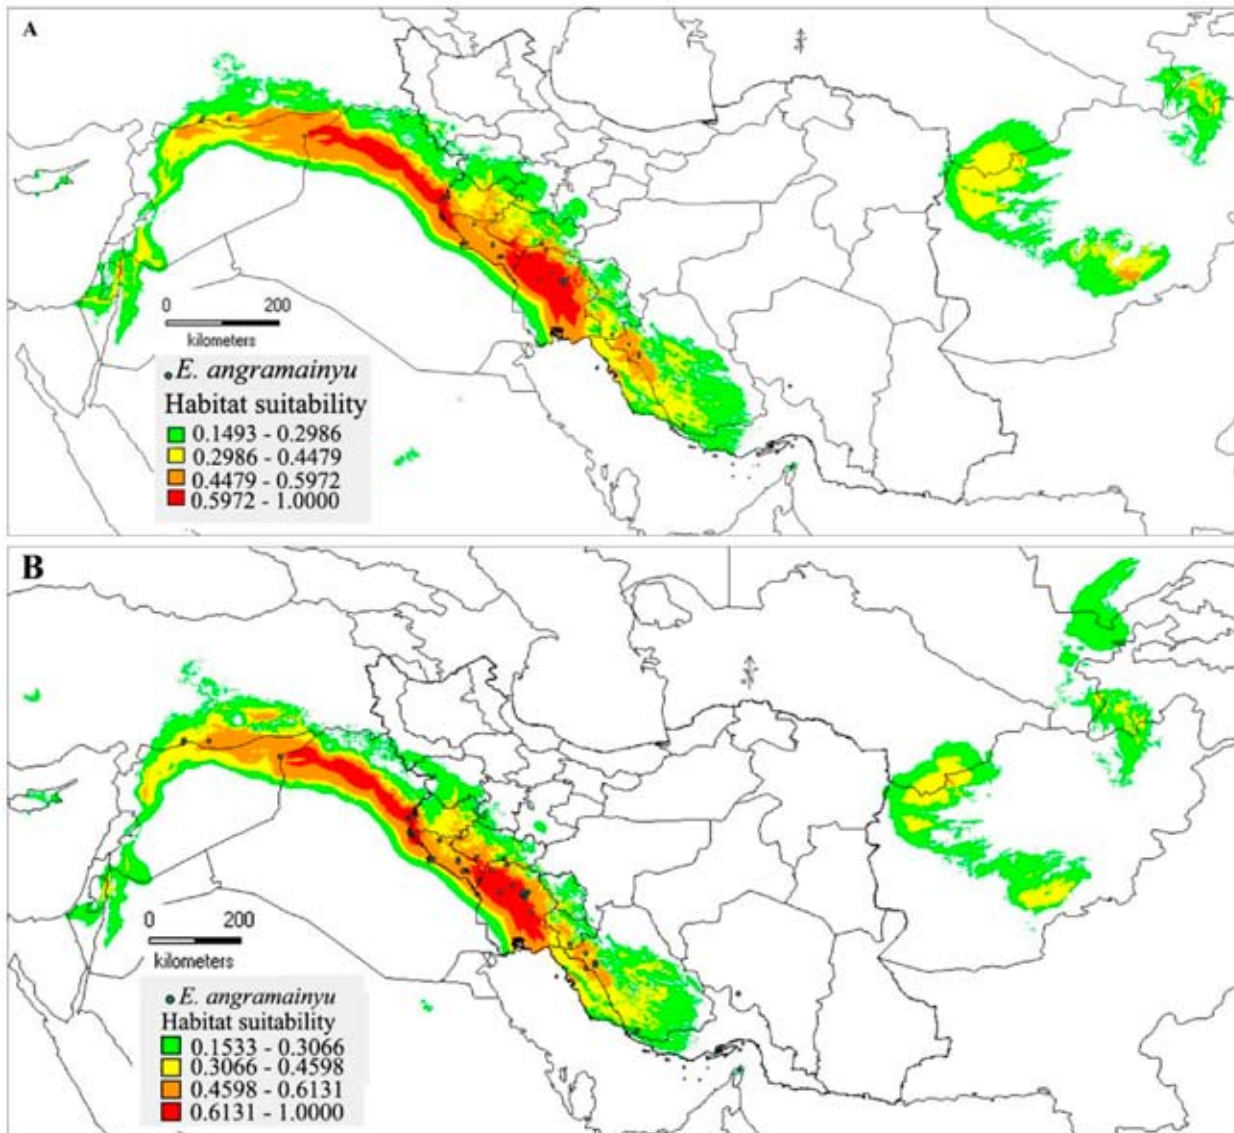 A
0 200
kilometers
E. angramainyu
Habitat suitability
0.1493 - 0.2986
0.2986 - 0.4479
0.4479 - 0.5972
0.5972 - 1.0000
B
0 200
kilometers
E. angramainyu
Habitat suitability
0.1533 - 0.3066
0.3066 - 0.4598
0.4598 - 0.6131
0.6131 - 1.0000